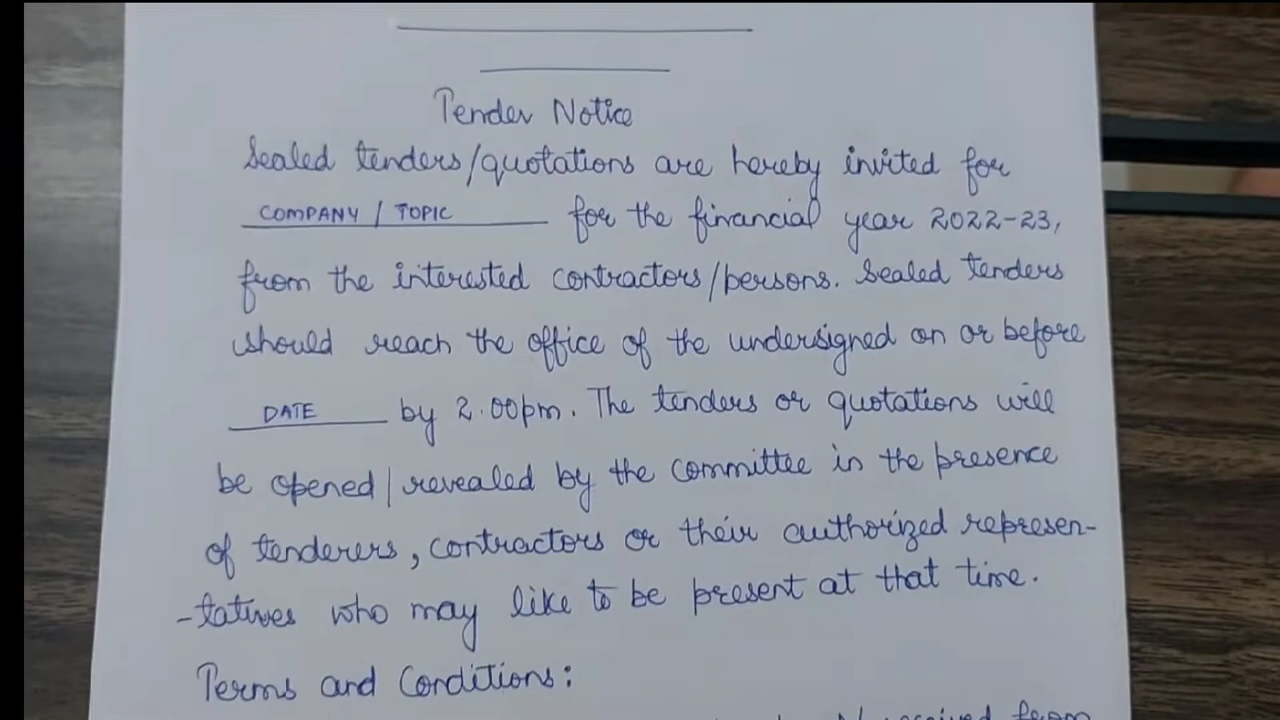 Tender Notice
Sealed tenders/quotations are hereby invited for
COMPANY / TOPIC for the financial year 2022-23,
from the interested contractors/persons. Sealed tenders
should reach the office of the undersigned on or before
DATE by 2.00pm. The tenders or quotations will
be opened/revealed by the committee in the presence
of tenderers, contractors or their authorized represen-
-tatives who may like to be present at that time.
Terms and Conditions:
received from